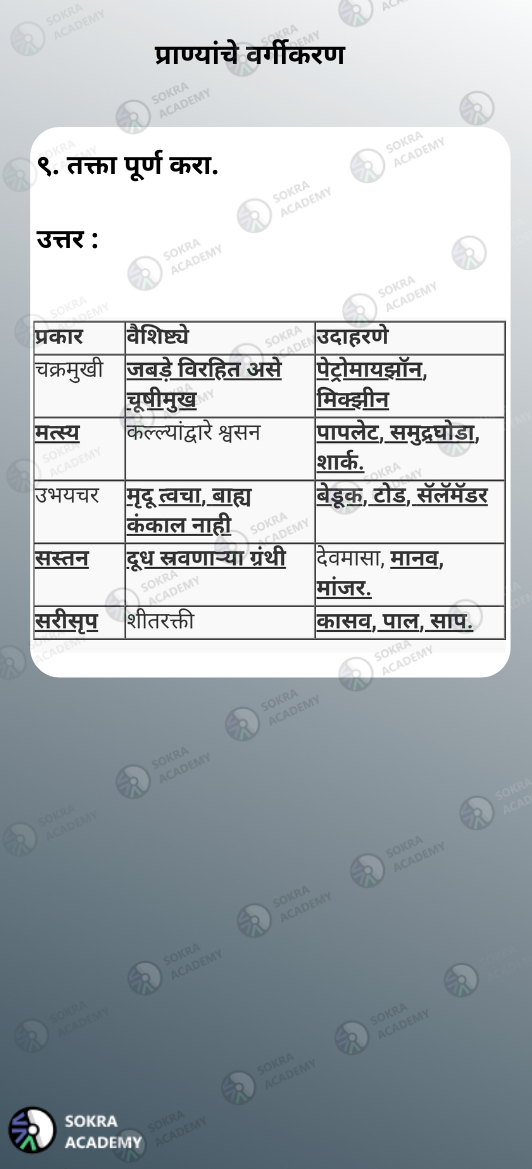 प्राण्यांचे वर्गीकरण
९. तक्ता पूर्ण करा.
उत्तर :
प्रकार वैशिष्ट्ये उदाहरणे
चक्रमुखी जबड़े विरहित असे चूषीमुख पेट्रोमायझॉन, मिक्झीन
मत्स्य कल्ल्यांद्वारे श्वसन पापलेट, समुद्रघोडा, शार्क.
उभयचर मृदू त्वचा, बाह्य कंकाल नाही बेडूक, टोड, सॅलॅमॅडर
सस्तन दूध स्रवणाऱ्या ग्रंथी देवमासा, मानव, मांजर.
सरीसृप शीतरक्ती कासव, पाल, साप.
SOKRA
ACADEMY